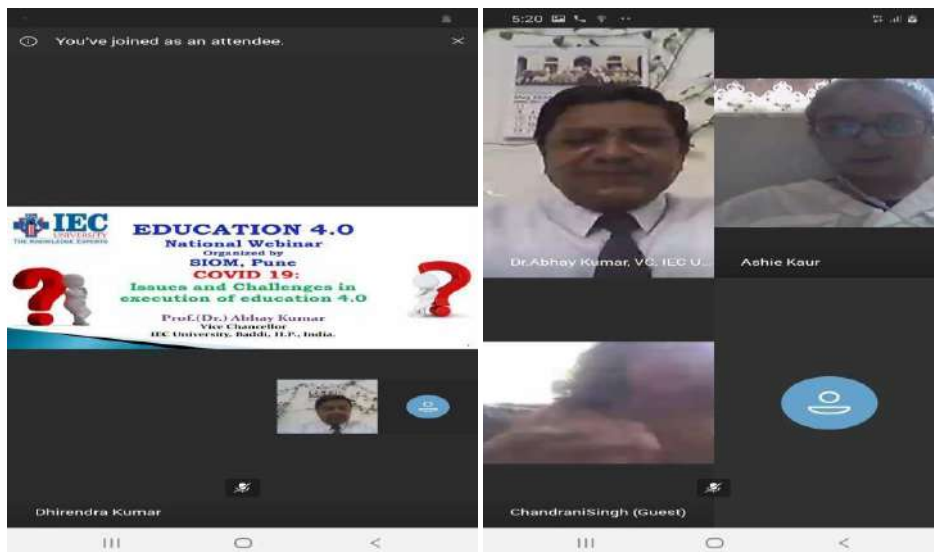 You've joined as an attendee.
IEC
UNIVERSITY
THE KNOWLEDGE EXPERTS
EDUCATION 4.0
National Webinar
Organized by
SIOM, Pune
COVID 19:
Issues and Challenges in
execution of education 4.0
Prof.(Dr.) Abhay Kumar
Vice Chancellor
IEC University, Baddi, H.P., India.
Dhirendra Kumar
5:20
Dr.Abhay Kumar, VC, IEC U...
Ashie Kaur
ChandraniSingh (Guest)